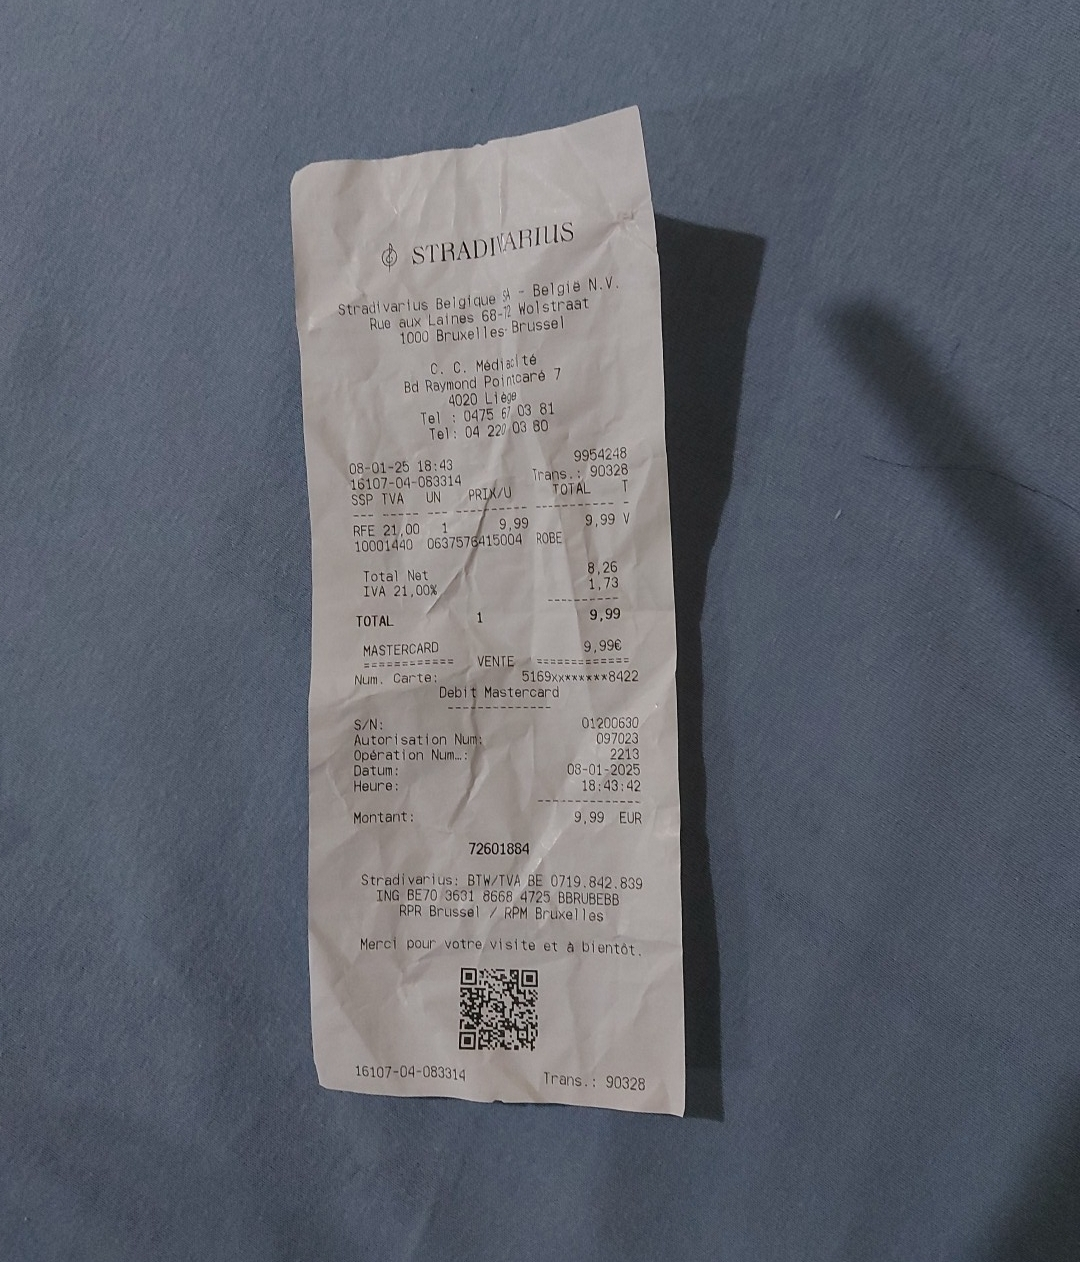 STRADIVARIUS
Stradivarius Belgique SA - België N.V.
Rue aux Laines 68-72 Wolstraat
1000 Bruxelles-Brussel
C. C. Médiacité
Bd Raymond Pointcaré 7
4020 Liège
Tel : 0475 67 03 81
Tel: 04 220 03 80
9954248
08-01-25 18:43
16107-04-083314 Trans.: 90328
SSP TVA UN PRIX/U TOTAL T
--- ----- -- ---------- ----------- -
RFE 21,00 1 9,99 9,99 V
10001440 0637576415004 ROBE
Total Net 8,26
IVA 21,00% 1,73
----------
TOTAL 1 9,99
MASTERCARD 9,99€
============ VENTE ============
Num. Carte: 5169xx******8422
Debit Mastercard
-------------
S/N: 01200630
Autorisation Num: 097023
Opération Num…: 2213
Datum: 08-01-2025
Heure: 18:43:42
-------------
Montant: 9,99 EUR
72601884
Stradivarius: BTW/TVA BE 0719.842.839
ING BE70 3631 8668 4725 BBRUBEBB
RPR Brussel / RPM Bruxelles
Merci pour votre visite et à bientôt.
16107-04-083314 Trans.: 90328